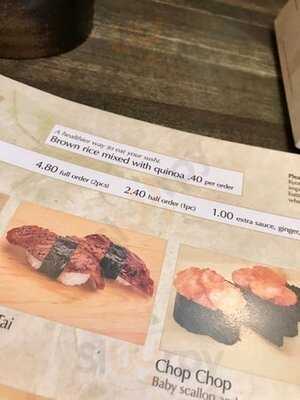 A healthier way to eat your sushi.
Brown rice mixed with quinoa .40 per order
4.80 full order (2pcs) 2.40 half order (1pc) 1.00 extra sauce, ginger,
Chop Chop
Baby scallop and